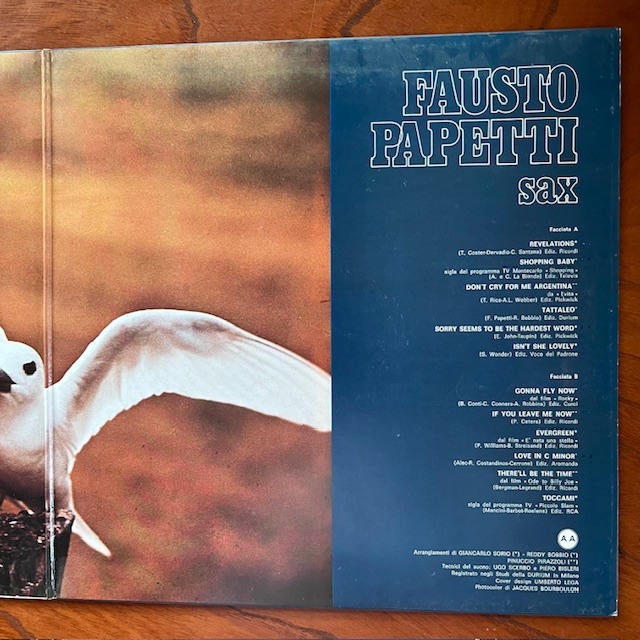 FAUSTO
PAPETTI
sax
Facciata A
REVELATIONS*
(T. Coster-Dervadio-C. Santana) Ediz. Ricordi
SHOPPING BABY*
sigla del programma TV Montecarlo « Shopping »
(A. e C. La Bionda) Ediz. Televis
DON'T CRY FOR ME ARGENTINA**
da « Evita »
(T. Rice-A.L. Webber) Ediz. Pickwick
TATTALEO*
(F. Papetti-R. Bobbio) Ediz. Durium
SORRY SEEMS TO BE THE HARDEST WORD*
(E. John-Taupin) Ediz. Pickwick
ISN'T SHE LOVELY*
(S. Wonder) Ediz. Voce del Padrone
Facciata B
GONNA FLY NOW**
dal film « Rocky »
(B. Conti-C. Connors-A. Robbins) Ediz. Curci
IF YOU LEAVE ME NOW**
(P. Cetera) Ediz. Ricordi
EVERGREEN*
dal film « E' nata una stella »
(P. Williams-B. Streisand) Ediz. Ricordi
LOVE IN C MINOR*
(Alec-R. Costandinos-Cerrone) Ediz. Aromando
THERE'LL BE THE TIME**
dal film « Ode to Billy Joe »
(Bergman-Legrand) Ediz. Ricordi
TOCCAMI*
sigla del programma TV « Piccolo Slam »
(Mancini-Barbot-Roelens) Ediz. RCA
AA
Arrangiamenti di GIANCARLO SORIO (*) - REDDY BOBBIO (*)
PINUCCIO PIRAZZOLI (**)
Tecnici del suono: UGO SCERBO e PIERO BISLERI
Registrato negli Studi della DURIUM in Milano
Cover design UMBERTO LEGA
Photocolor di JACQUES BOURBOULON